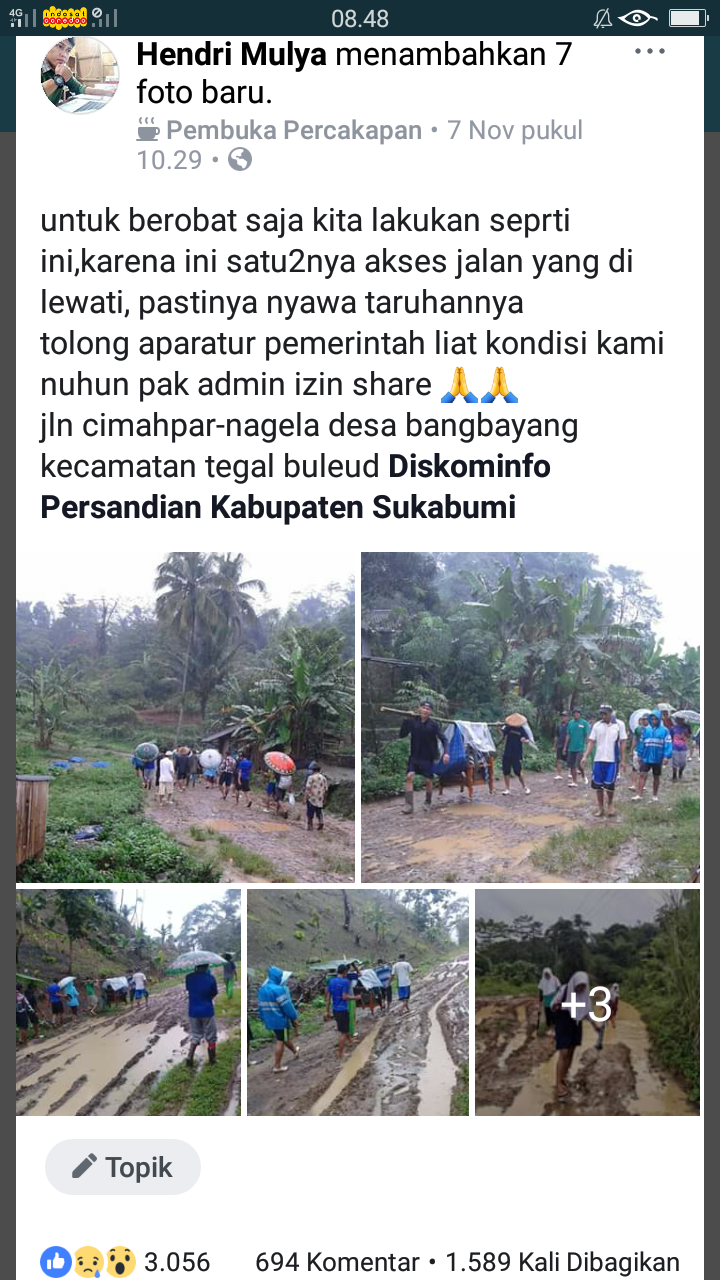 4G indosat ooredoo 08.48
Hendri Mulya menambahkan 7
foto baru.
Pembuka Percakapan • 7 Nov pukul
10.29 •
untuk berobat saja kita lakukan seprti
ini,karena ini satu2nya akses jalan yang di
lewati, pastinya nyawa taruhannya
tolong aparatur pemerintah liat kondisi kami
nuhun pak admin izin share 🙏🙏
jln cimahpar-nagela desa bangbayang
kecamatan tegal buleud Diskominfo
Persandian Kabupaten Sukabumi
+3
Topik
3.056 694 Komentar • 1.589 Kali Dibagikan